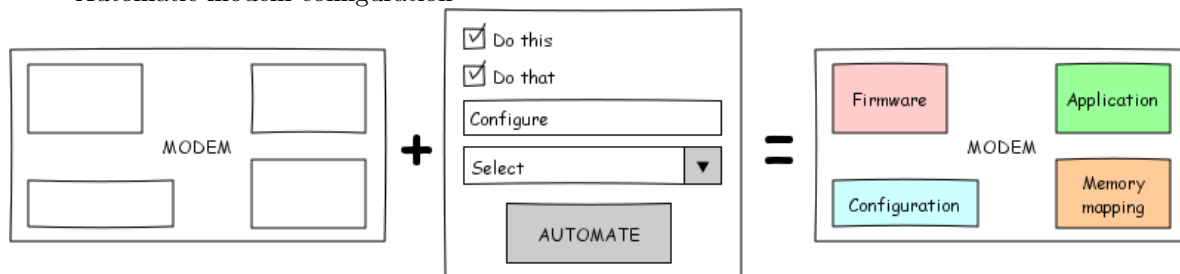 Automatic modem configuration
MODEM
+
Do this
Do that
Configure
Select
AUTOMATE
=
Firmware
Application
MODEM
Configuration
Memory
mapping